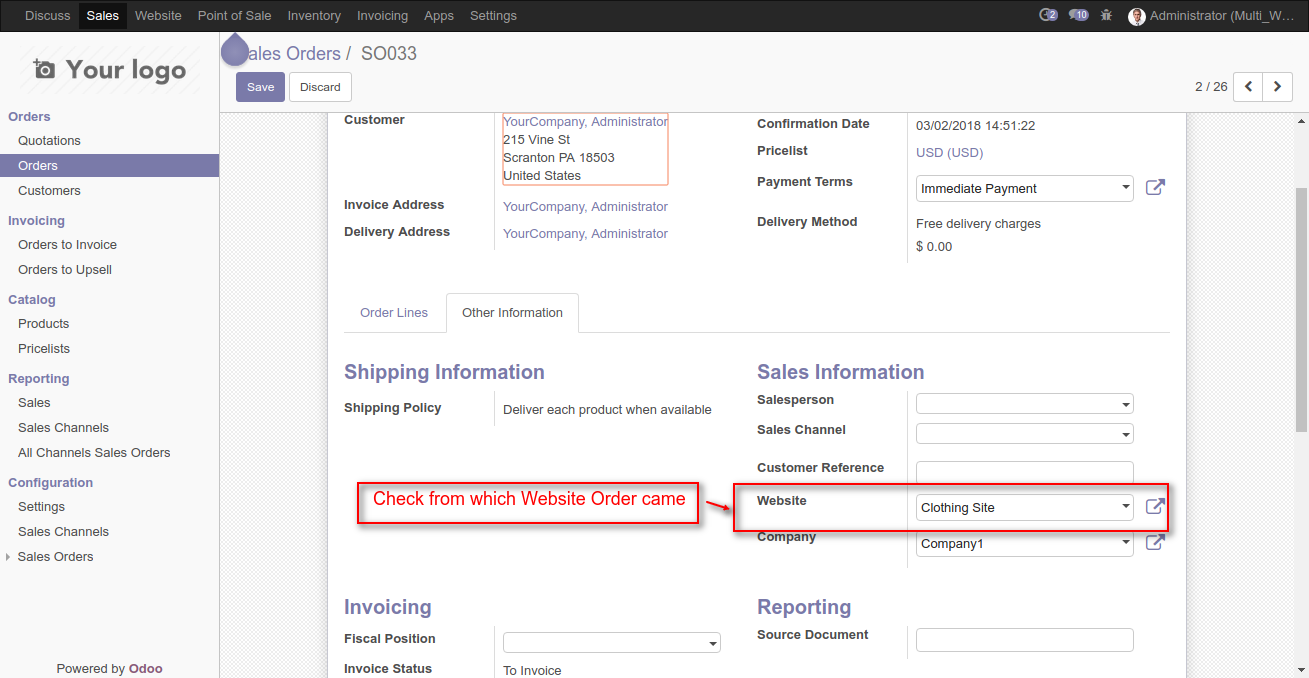 Discuss Sales Website Point of Sale Inventory Invoicing Apps Settings 2 10 Administrator (Multi_W...
Your logo
Orders
Quotations
Orders
Customers
Invoicing
Orders to Invoice
Orders to Upsell
Catalog
Products
Pricelists
Reporting
Sales
Sales Channels
All Channels Sales Orders
Configuration
Settings
Sales Channels
Sales Orders
Powered by Odoo
ales Orders / SO033
Save Discard
2 / 26
Customer
YourCompany, Administrator
215 Vine St
Scranton PA 18503
United States
Invoice Address YourCompany, Administrator
Delivery Address YourCompany, Administrator
Confirmation Date 03/02/2018 14:51:22
Pricelist USD (USD)
Payment Terms Immediate Payment
Delivery Method Free delivery charges
$ 0.00
Order Lines Other Information
Shipping Information
Shipping Policy Deliver each product when available
Sales Information
Salesperson
Sales Channel
Customer Reference
Check from which Website Order came
Website Clothing Site
Company Company1
Invoicing
Fiscal Position
Invoice Status To Invoice
Reporting
Source Document